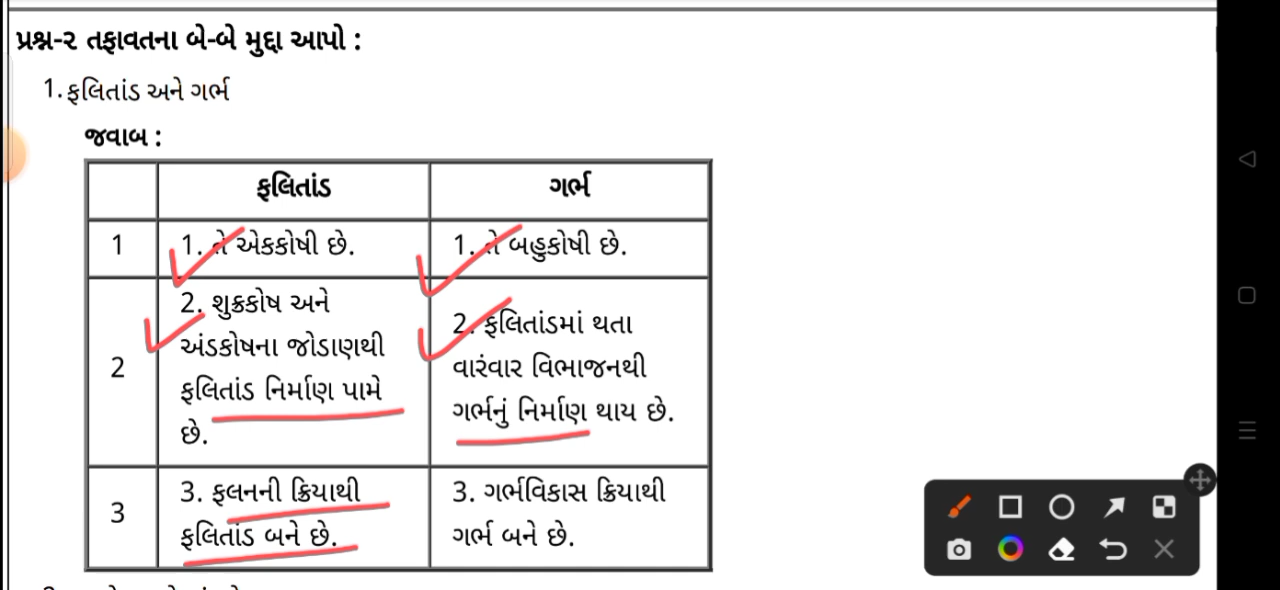 પ્રશ્ન-૨ તફાવતના બે-બે મુદ્દા આપો :
1. ફલિતાંડ અને ગર્ભ
જવાબ :
ફલિતાંડ ગર્ભ
1 1. તે એકકોષી છે. 1. તે બહુકોષી છે.
2 2. શુક્રકોષ અને
અંડકોષના જોડાણથી
ફલિતાંડ નિર્માણ પામે
છે.
2. ફલિતાંડમાં થતા
વારંવાર વિભાજનથી
ગર્ભનું નિર્માણ થાય છે.
3 3. ફલનની ક્રિયાથી
ફલિતાંડ બને છે.
3. ગર્ભવિકાસ ક્રિયાથી
ગર્ભ બને છે.